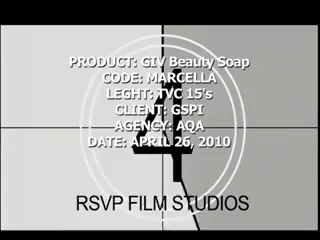 PRODUCT: GIV Beauty Soap
CODE: MARCELLA
LEGHT: TVC 15's
CLIENT: GSPI
AGENCY: AQA
DATE: APRIL 26, 2010
4
RSVP FILM STUDIOS